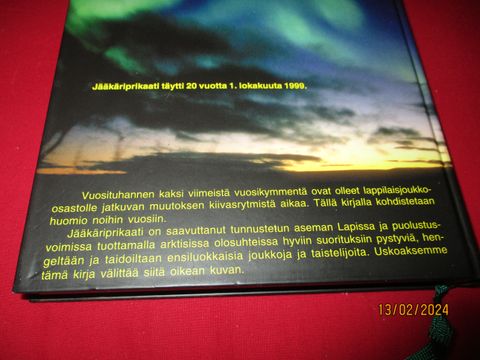 Jääkäriprikaati täytti 20 vuotta 1. lokakuuta 1999.
Vuosituhannen kaksi viimeistä vuosikymmentä ovat olleet lappilaisjoukko-
osastolle jatkuvan muutoksen kiivasrytmistä aikaa. Tällä kirjalla kohdistetaan
huomio noihin vuosiin.
Jääkäriprikaati on saavuttanut tunnustetun aseman Lapissa ja puolustus-
voimissa tuottamalla arktisissa olosuhteissa hyviin suorituksiin pystyviä, hen-
geltään ja taidoiltaan ensiluokkaisia joukkoja ja taistelijoita. Uskoaksemme
tämä kirja välittää siitä oikean kuvan.
13/02/2024